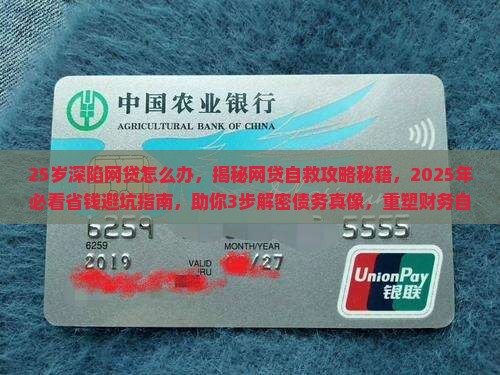 中国农业银行
AGRICULTURAL BANK OF CHINA
25岁深陷网贷怎么办，揭秘网贷自救攻略秘籍，2025年
必看省钱避坑指南，助你3步解密债务真像，重塑财务自
6259 5555
6259
2019 VALID /27
THRU
UnionPay
银联